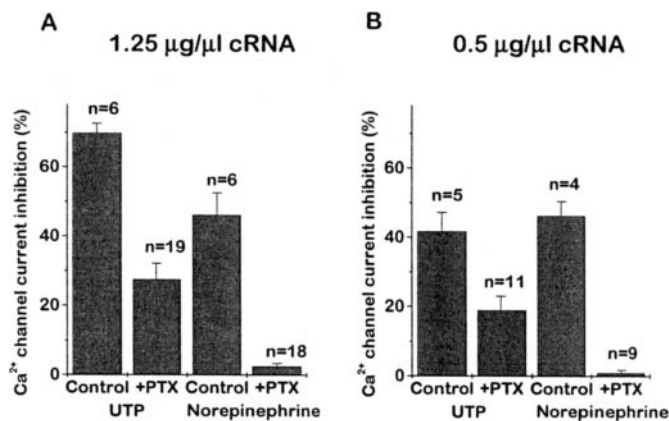 A
1.25 µg/µl cRNA
Ca2+ channel current inhibition (%)
60
40
20
0
n=6
n=19
n=6
n=18
Control +PTX Control +PTX
UTP Norepinephrine
B
0.5 µg/µl cRNA
Ca2+ channel current inhibition (%)
60
40
20
0
n=5
n=11
n=4
n=9
Control +PTX Control +PTX
UTP Norepinephrine